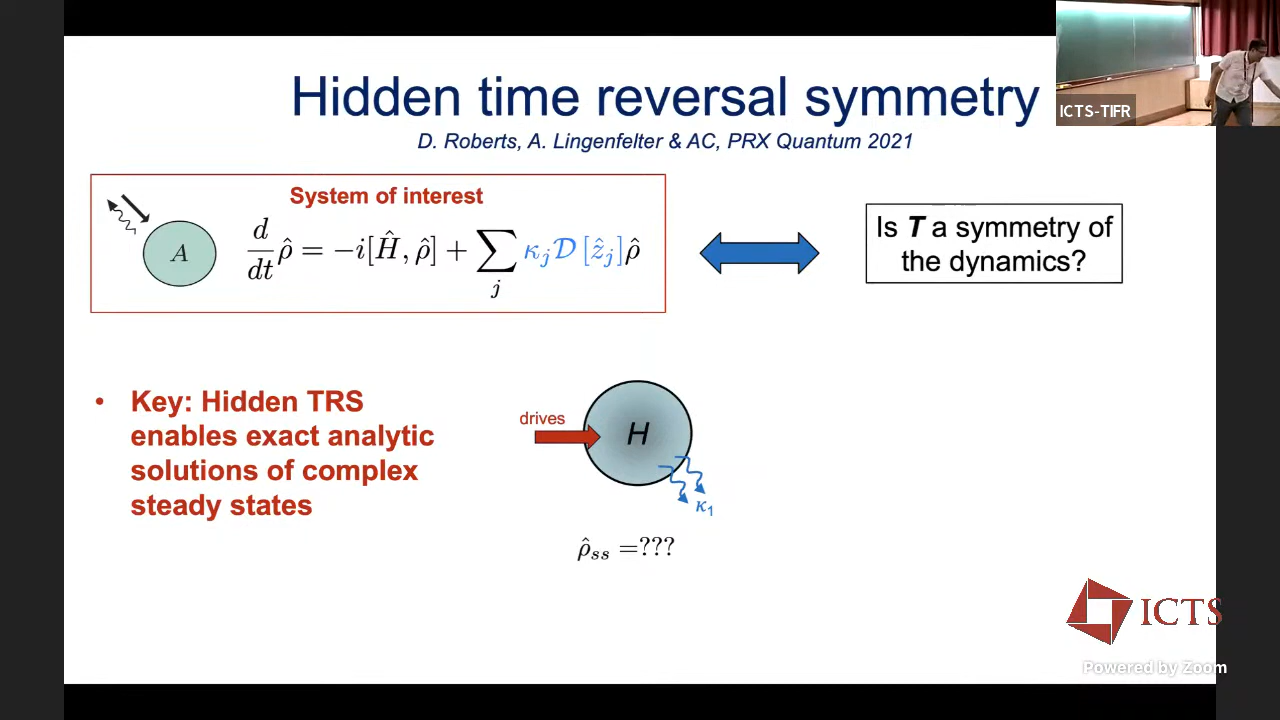 Hidden time reversal symmetry
D. Roberts, A. Lingenfelter & AC, PRX Quantum 2021
ICTS-TIFR
System of interest
A
d/dt ρ̂ = −i[Ĥ, ρ̂] + ∑_j κ_j 𝒟 [ẑ_j] ρ̂
Is T a symmetry of
the dynamics?
• Key: Hidden TRS
enables exact analytic
solutions of complex
steady states
drives
H
κ₁
ρ̂_ss =???
ICTS
Powered by Zoom